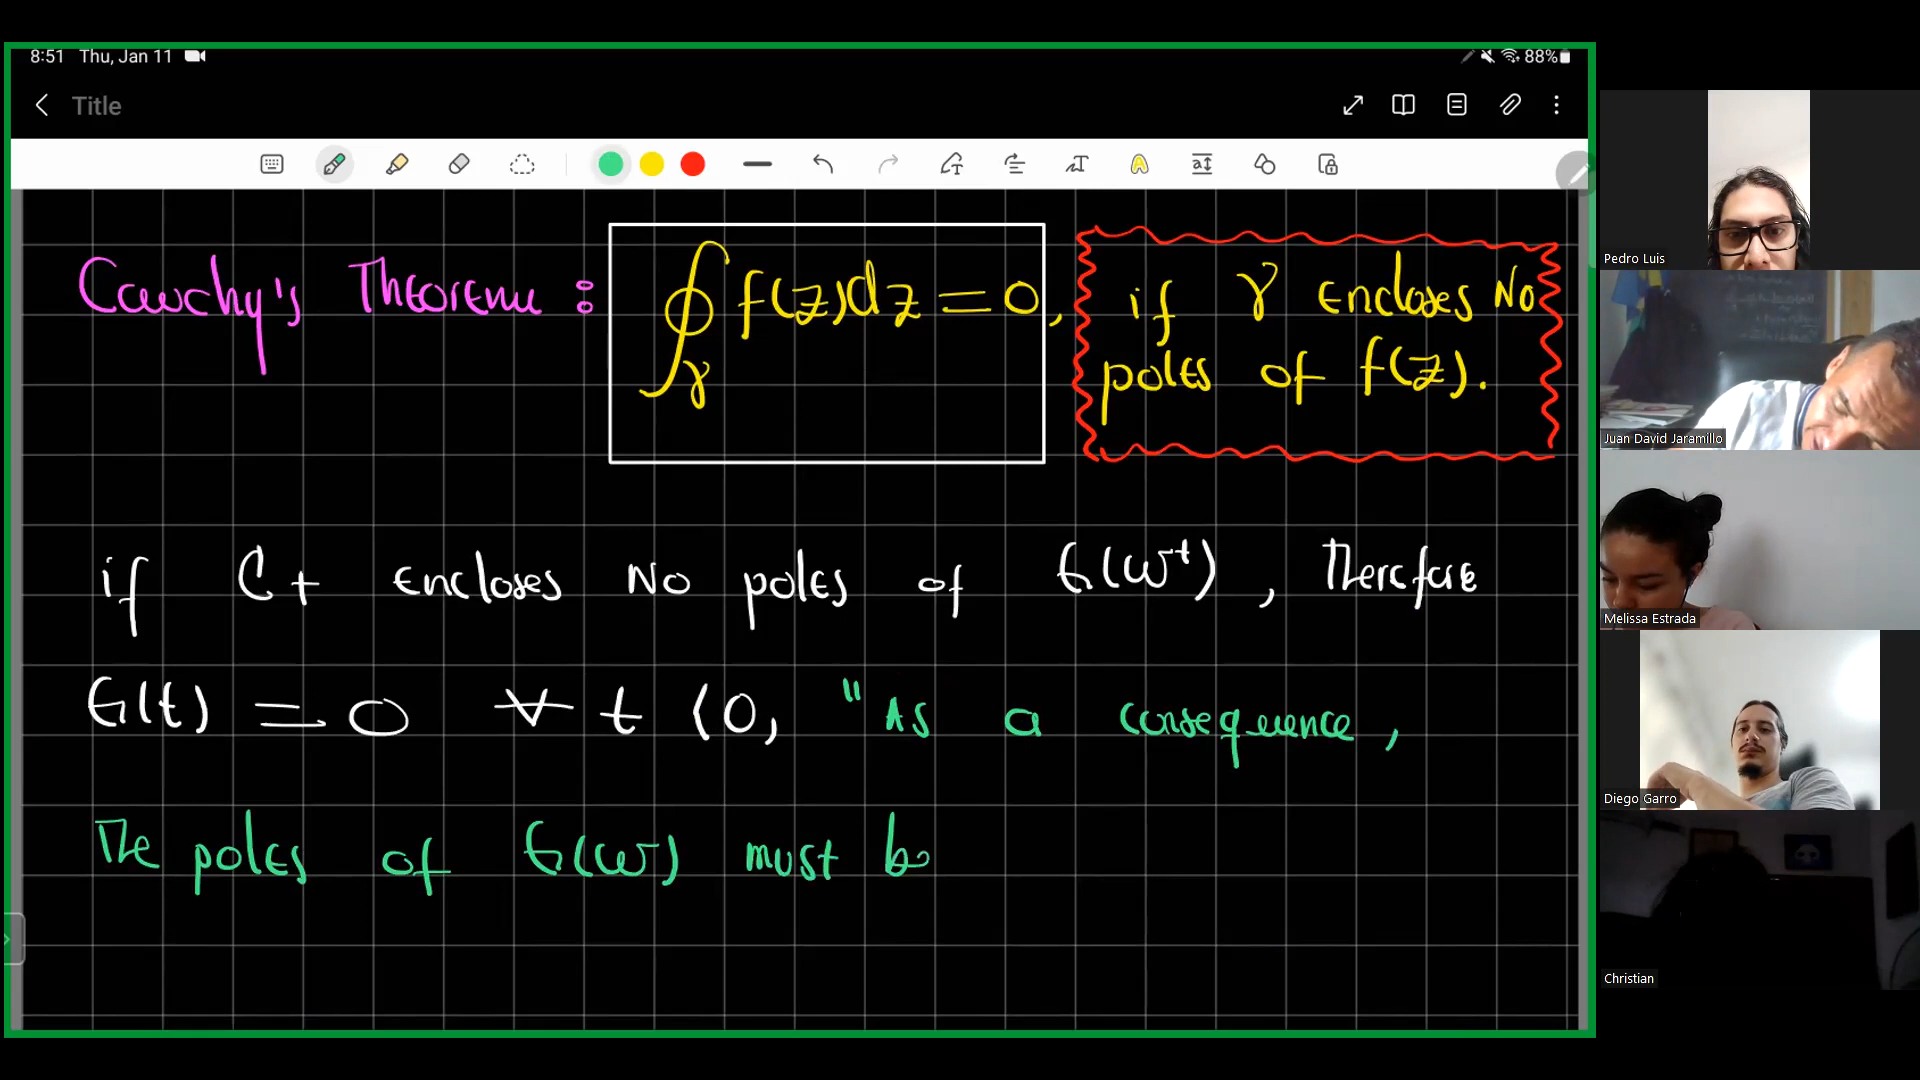 8:51 Thu, Jan 11 88%
Title
Cauchy's Theorem : ∮γ f(z)dz = 0, if γ encloses No
poles of f(z).
if C+ encloses no poles of G(ω+), Therefore
G(t) = 0 ∀ t < 0, "As a consequence,
The poles of G(ω) must be
Pedro Luis
Juan David Jaramillo
Melissa Estrada
Diego Garro
Christian